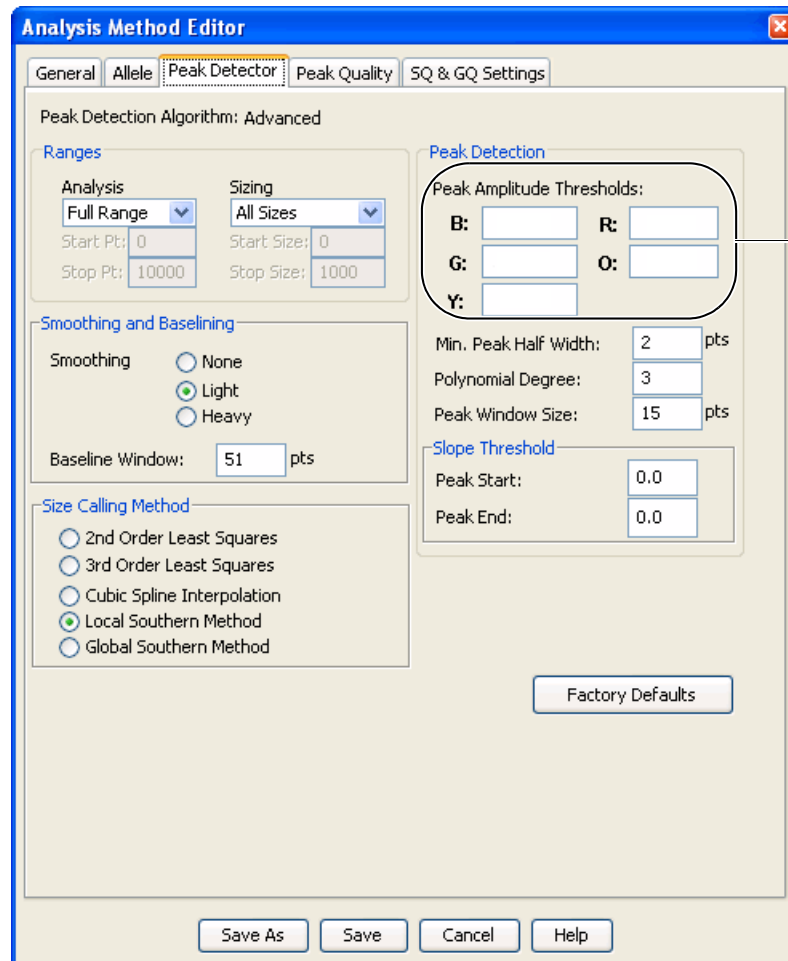 Analysis Method Editor
General Allele Peak Detector Peak Quality SQ & GQ Settings
Peak Detection Algorithm: Advanced
Ranges
Analysis Sizing
Full Range All Sizes
Start Pt: 0 Start Size: 0
Stop Pt: 10000 Stop Size: 1000
Smoothing and Baselining
Smoothing None
Light
Heavy
Baseline Window: 51 pts
Size Calling Method
2nd Order Least Squares
3rd Order Least Squares
Cubic Spline Interpolation
Local Southern Method
Global Southern Method
Peak Detection
Peak Amplitude Thresholds:
B: R:
G: O:
Y:
Min. Peak Half Width: 2 pts
Polynomial Degree: 3
Peak Window Size: 15 pts
Slope Threshold
Peak Start: 0.0
Peak End: 0.0
Factory Defaults
Save As Save Cancel Help